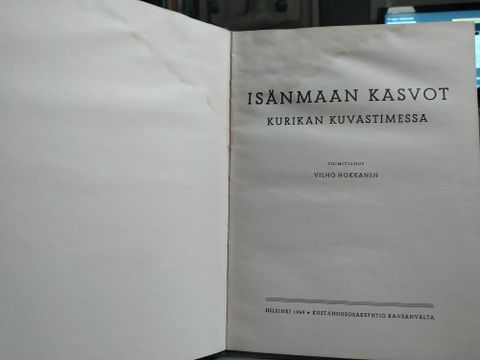 ISÄNMAAN KASVOT
KURIKAN KUVASTIMESSA
TOIMITTANUT
VILHO HOKKANEN
HELSINKI 1949 • KUSTANNUSOSAKEYHTIÖ KANSANVALTA